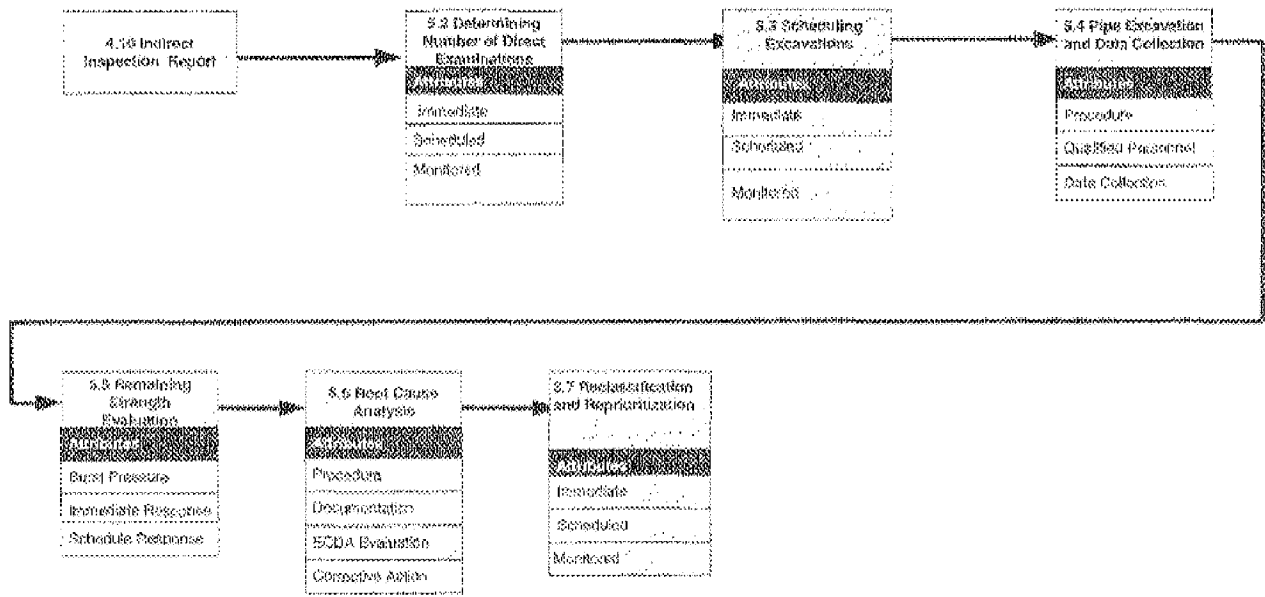 4.10 Indirect
Inspection Report
5.2 Determining
Number of Direct
Examinations
Attributes
Immediate
Scheduled
Monitored
5.3 Scheduling
Excavations
Attributes
Immediate
Scheduled
Monitored
5.4 Pipe Excavation
and Data Collection
Attributes
Procedure
Qualified Personnel
Data Collection
5.5 Remaining
Strength
Evaluation
Attributes
Burst Pressure
Immediate Response
Schedule Response
5.6 Root Cause
Analysis
Attributes
Procedure
Documentation
ECDA Evaluation
Corrective Action
5.7 Reclassification
and Reprioritization
Attributes
Immediate
Scheduled
Monitored